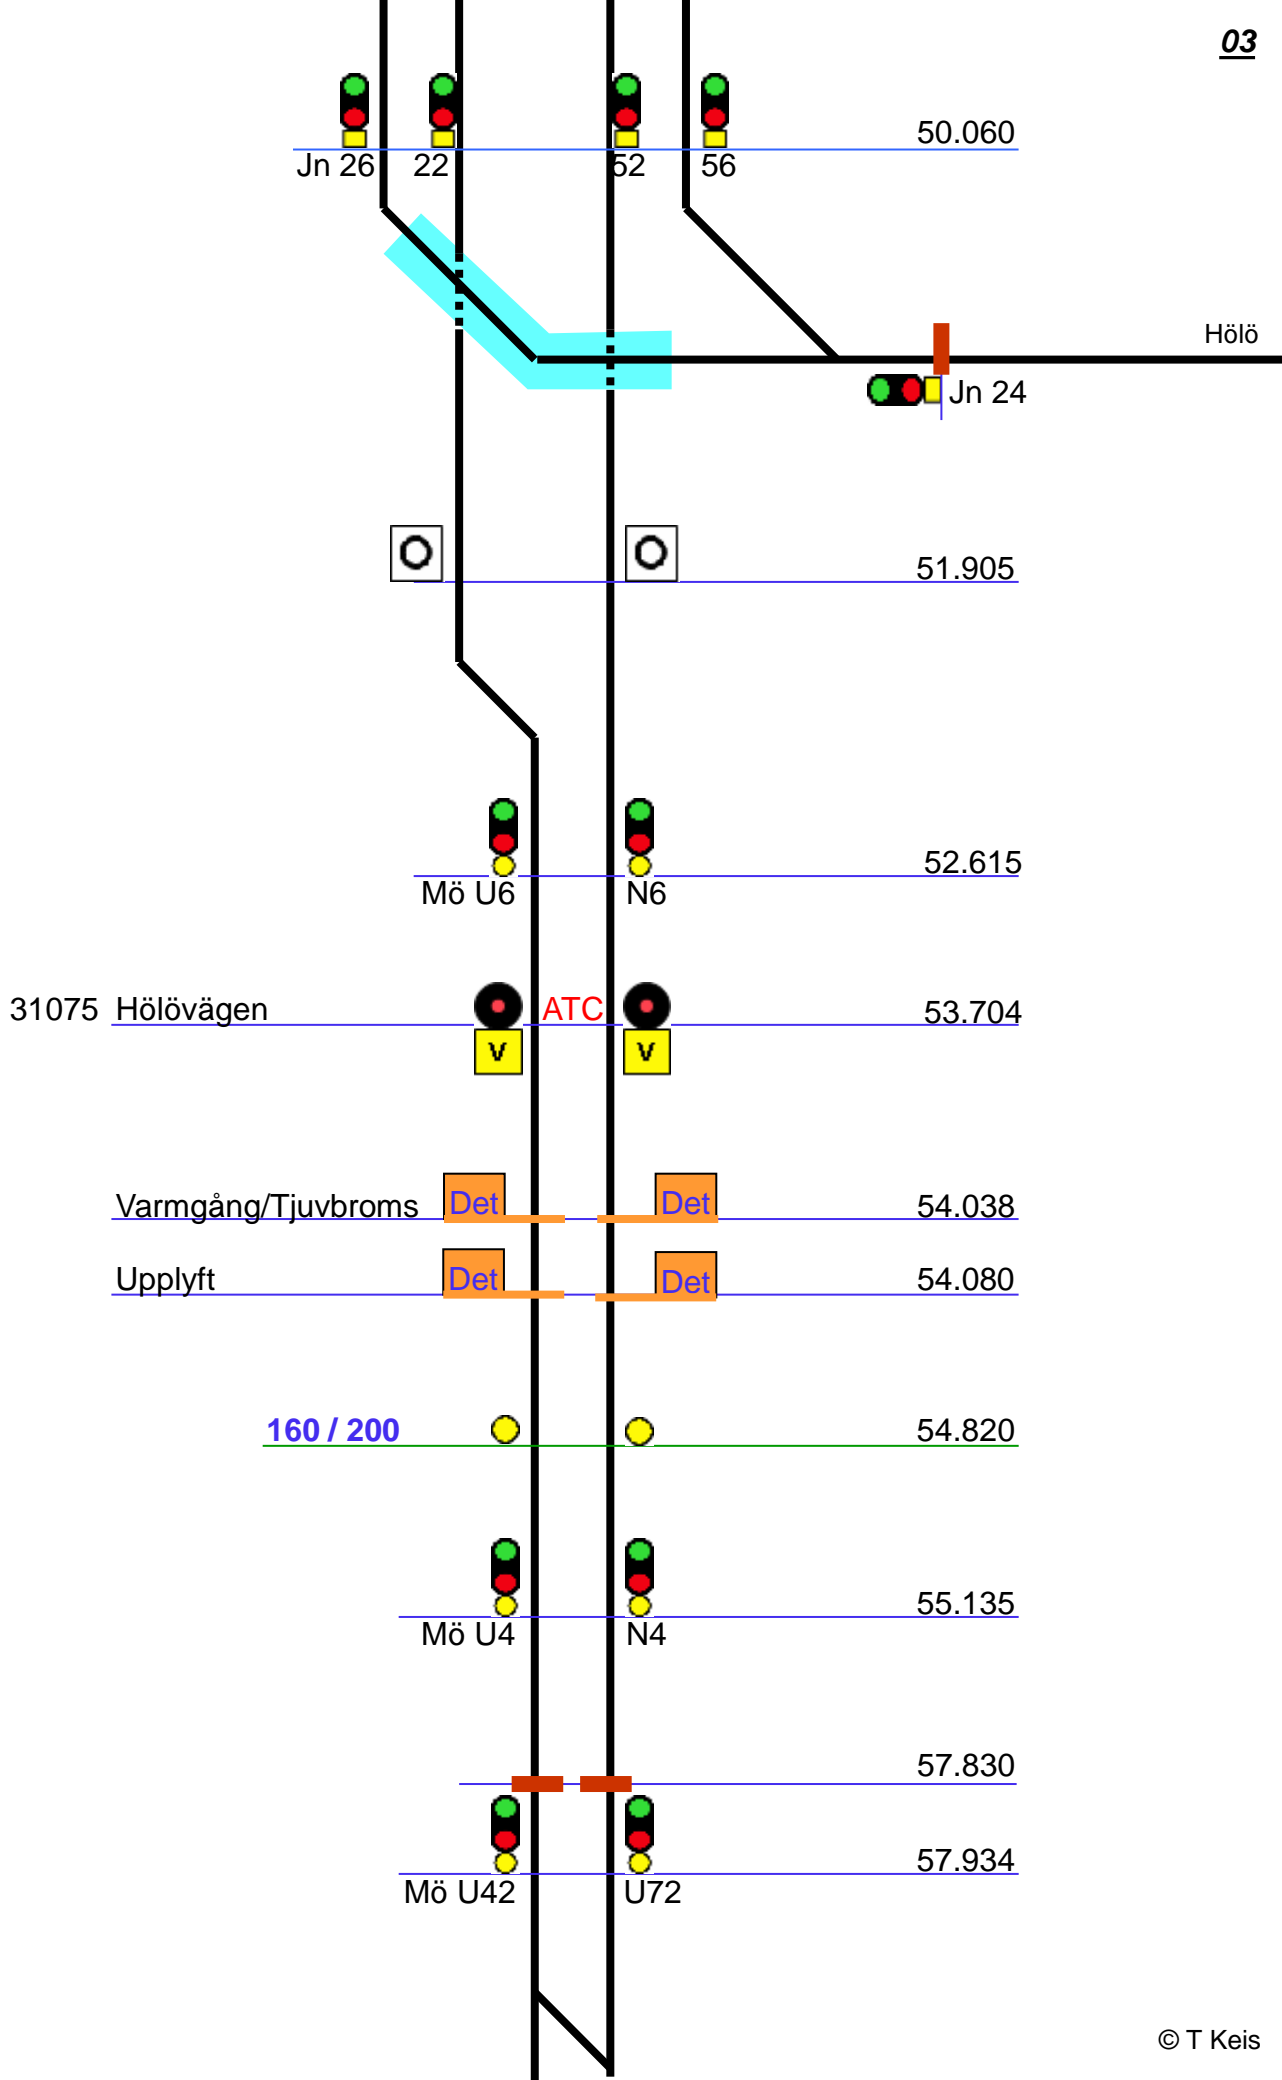 03
50.060
Jn 26 22 52 56
Hölö
Jn 24
O O
51.905
52.615
Mö U6 N6
31075 Hölövägen ATC 53.704
V V
Varmgång/Tjuvbroms Det Det 54.038
Upplyft Det Det 54.080
160 / 200 54.820
55.135
Mö U4 N4
57.830
57.934
Mö U42 U72
© T Keis